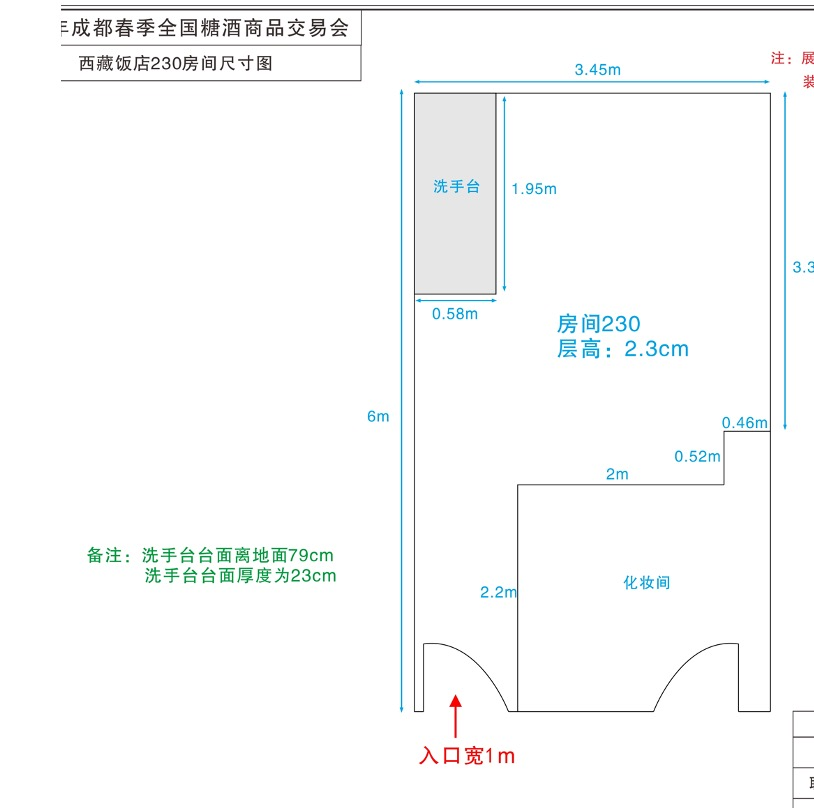 成都春季全国糖酒商品交易会
西藏饭店230房间尺寸图
注：展
装
3.45m
洗手台
1.95m
3.3
0.58m
房间230
层高：2.3cm
6m
0.46m
0.52m
2m
备注：洗手台台面离地面79cm
洗手台台面厚度为23cm
化妆间
2.2m
入口宽1m